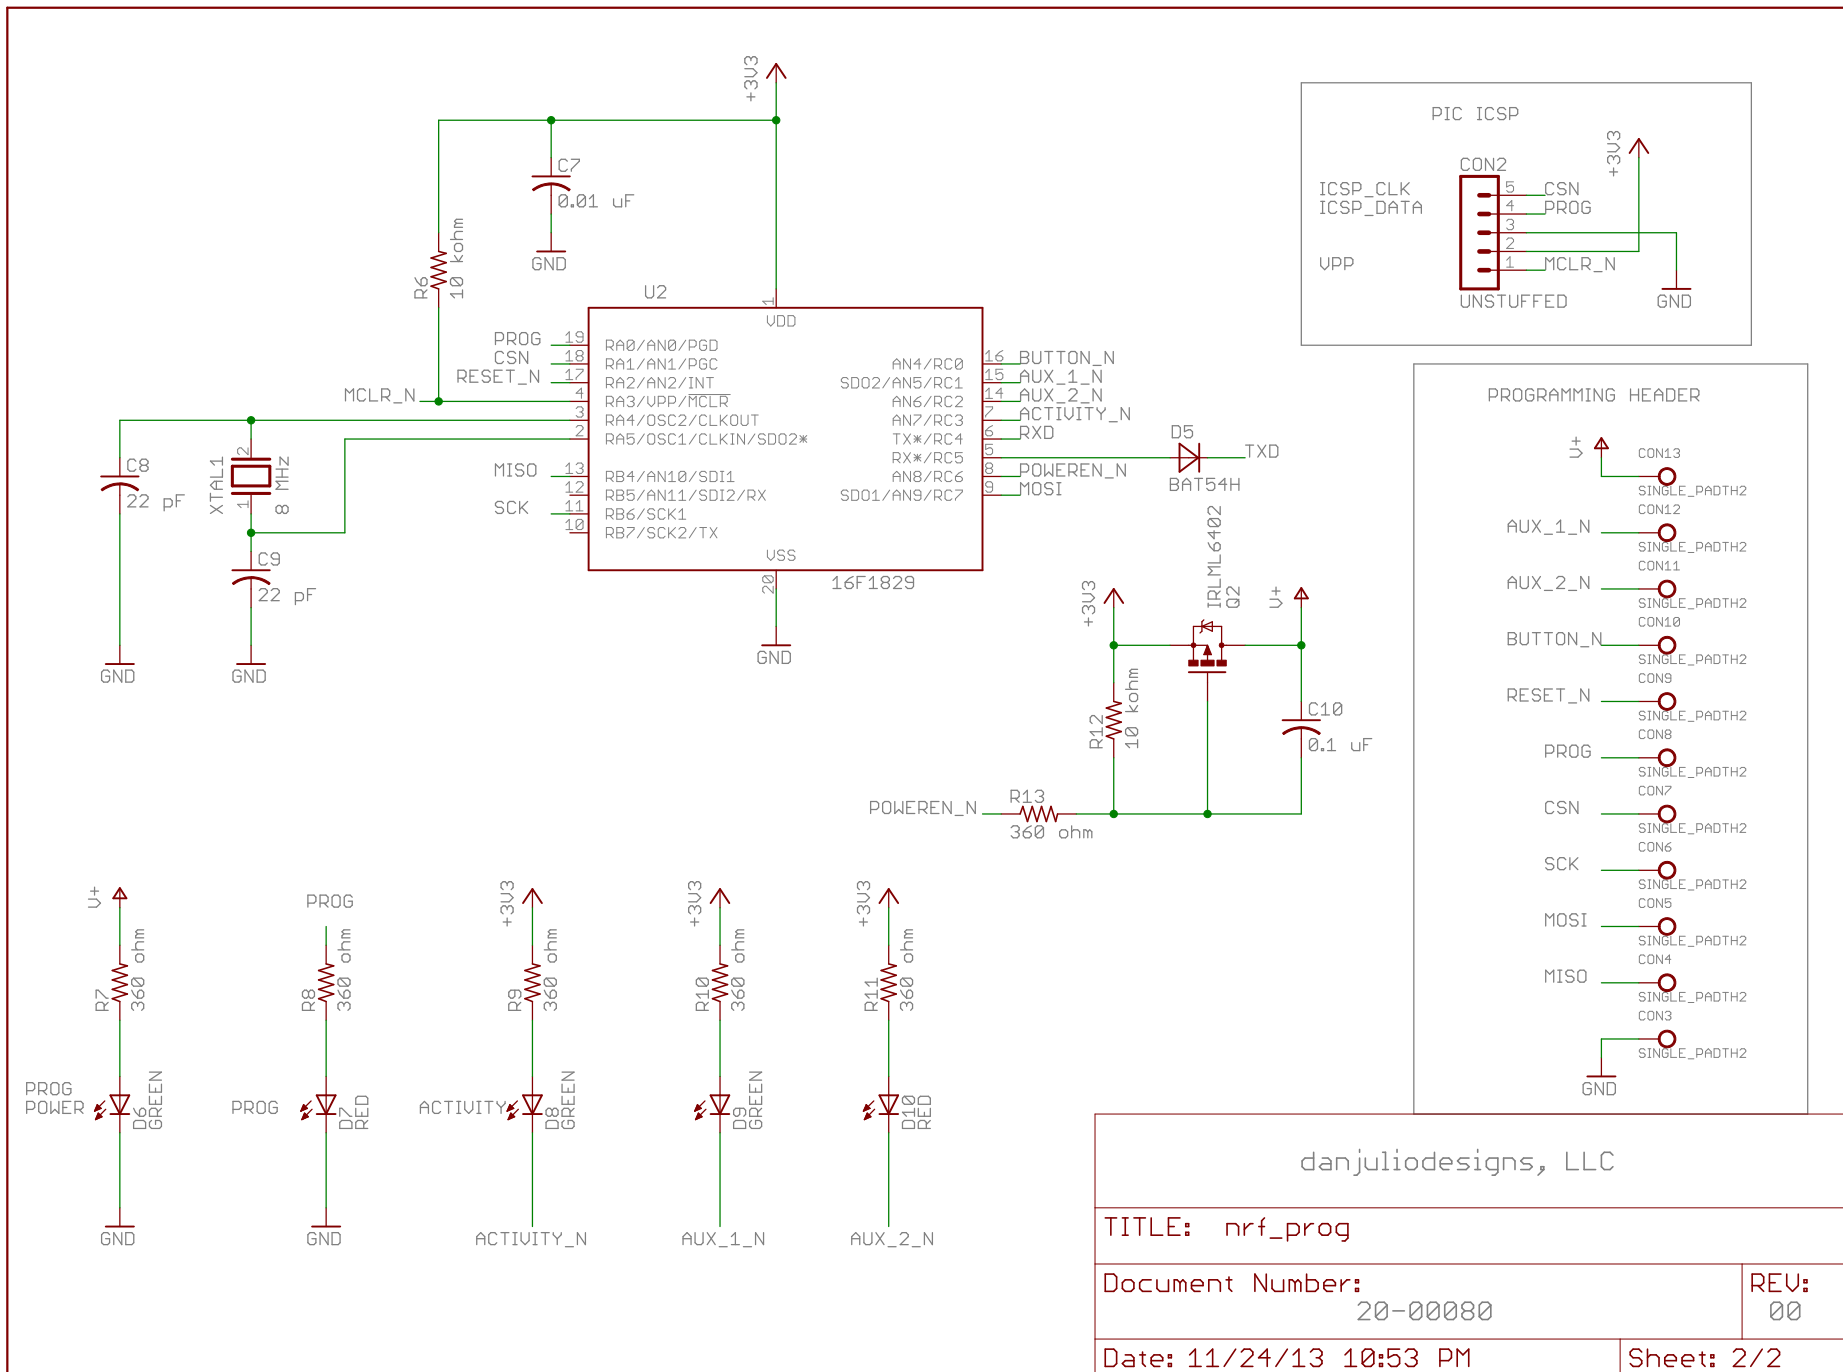 +3V3
C7
0.01 uF
GND
R6
10 kohm
MCLR_N
U2
1
VDD
PROG 19 RA0/AN0/PGD
CSN 18 RA1/AN1/PGC
RESET_N 17 RA2/AN2/INT
4 RA3/VPP/MCLR
3 RA4/OSC2/CLKOUT
2 RA5/OSC1/CLKIN/SDO2*
MISO 13 RB4/AN10/SDI1
12 RB5/AN11/SDI2/RX
SCK 11 RB6/SCK1
10 RB7/SCK2/TX
AN4/RC0 16 BUTTON_N
SDO2/AN5/RC1 15 AUX_1_N
AN6/RC2 14 AUX_2_N
AN7/RC3 7 ACTIVITY_N
TX*/RC4 6 RXD
RX*/RC5 5
AN8/RC6 8 POWEREN_N
SDO1/AN9/RC7 9 MOSI
VSS
20
16F1829
GND
D5
BAT54H
TXD
C8
22 pF
GND
XTAL1
8 MHz
2
1
C9
22 pF
GND
PIC ICSP
CON2
+3V3
ICSP_CLK 5 CSN
ICSP_DATA 4 PROG
3
2
VPP 1 MCLR_N
UNSTUFFED
GND
+3V3
IRLML6402
Q2
V+
R12
10 kohm
C10
0.1 uF
POWEREN_N
R13
360 ohm
PROGRAMMING HEADER
V+
CON13
SINGLE_PADTH2
CON12
AUX_1_N
SINGLE_PADTH2
CON11
AUX_2_N
SINGLE_PADTH2
CON10
BUTTON_N
SINGLE_PADTH2
CON9
RESET_N
SINGLE_PADTH2
CON8
PROG
SINGLE_PADTH2
CON7
CSN
SINGLE_PADTH2
CON6
SCK
SINGLE_PADTH2
CON5
MOSI
SINGLE_PADTH2
CON4
MISO
SINGLE_PADTH2
CON3
SINGLE_PADTH2
GND
V+
R7
360 ohm
PROG
POWER
D6
GREEN
GND
PROG
R8
360 ohm
PROG
D7
RED
GND
+3V3
R9
360 ohm
ACTIVITY
D8
GREEN
ACTIVITY_N
+3V3
R10
360 ohm
D9
GREEN
AUX_1_N
+3V3
R11
360 ohm
D10
RED
AUX_2_N
danjuliodesigns, LLC
TITLE: nrf_prog
Document Number:
20-00080
REV:
00
Date: 11/24/13 10:53 PM
Sheet: 2/2